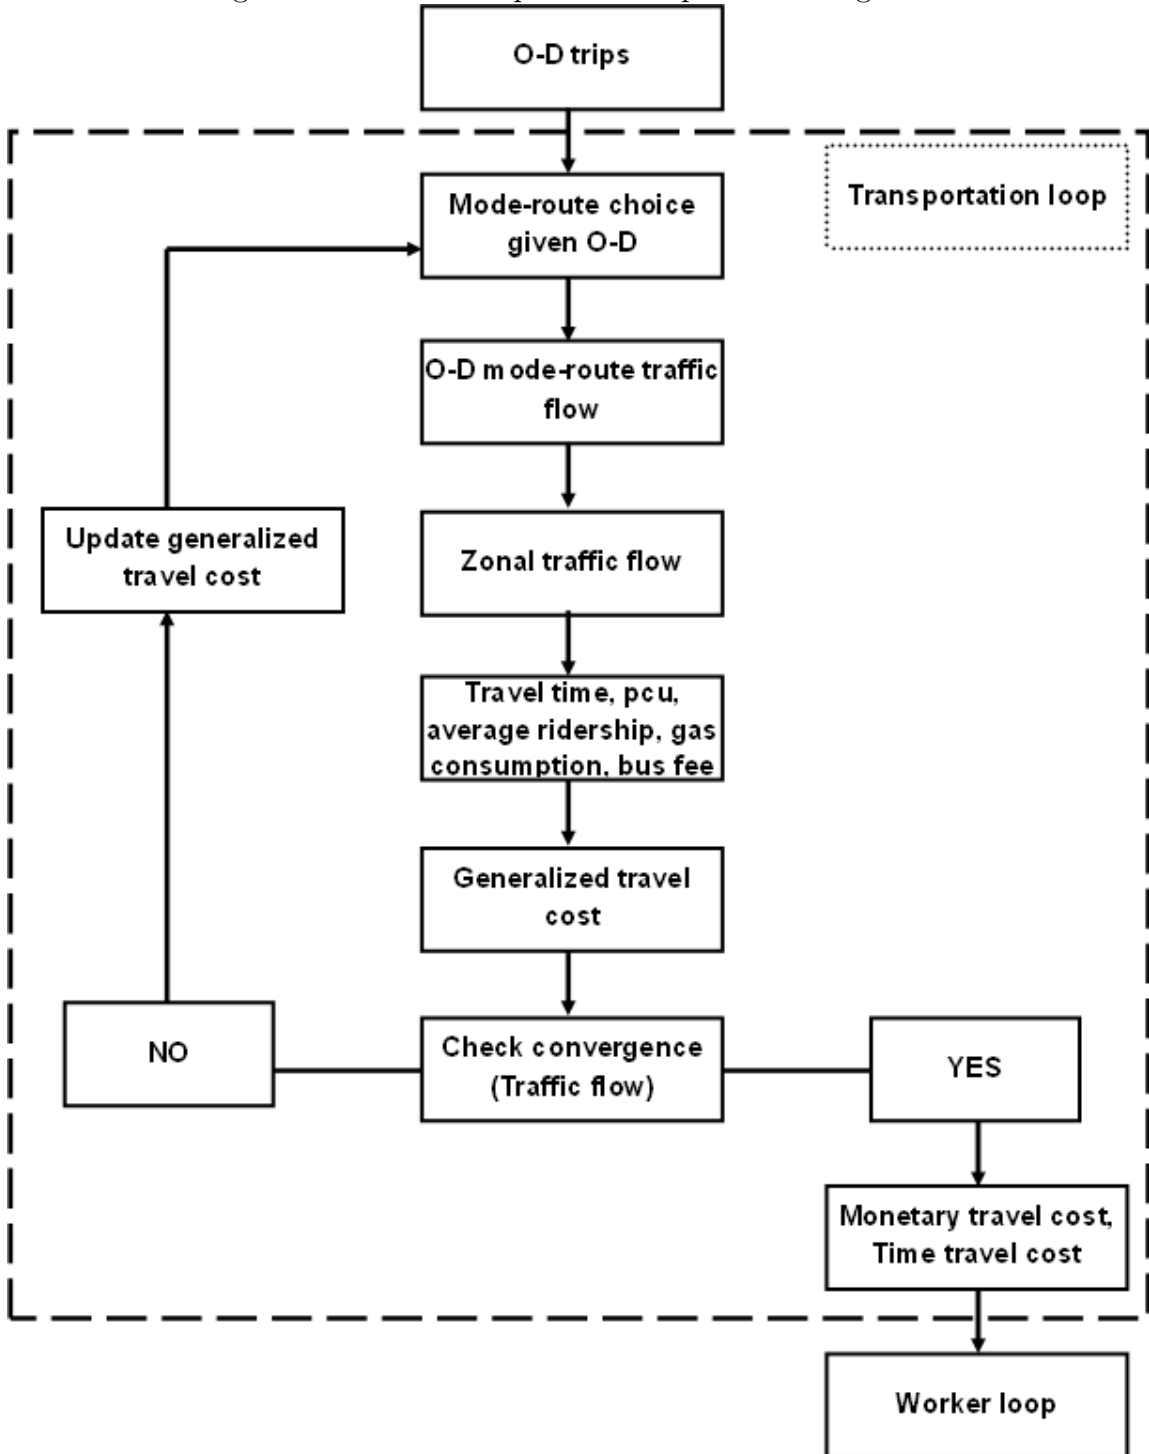 O-D trips
Transportation loop
Mode-route choice
given O-D
O-D mode-route traffic
flow
Update generalized
travel cost
Zonal traffic flow
Travel time, pcu,
average ridership, gas
consumption, bus fee
Generalized travel
cost
NO
Check convergence
(Traffic flow)
YES
Monetary travel cost,
Time travel cost
Worker loop